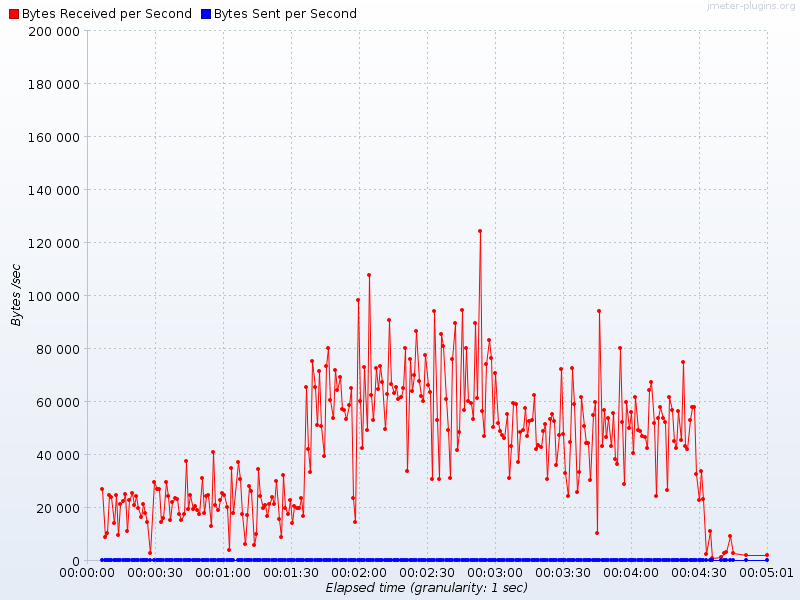 jmeter-plugins.org
Bytes Received per Second Bytes Sent per Second
200 000
180 000
160 000
140 000
120 000
100 000
80 000
60 000
40 000
20 000
0
Bytes /sec
00:00:00 00:00:30 00:01:00 00:01:30 00:02:00 00:02:30 00:03:00 00:03:30 00:04:00 00:04:30 00:05:01
Elapsed time (granularity: 1 sec)